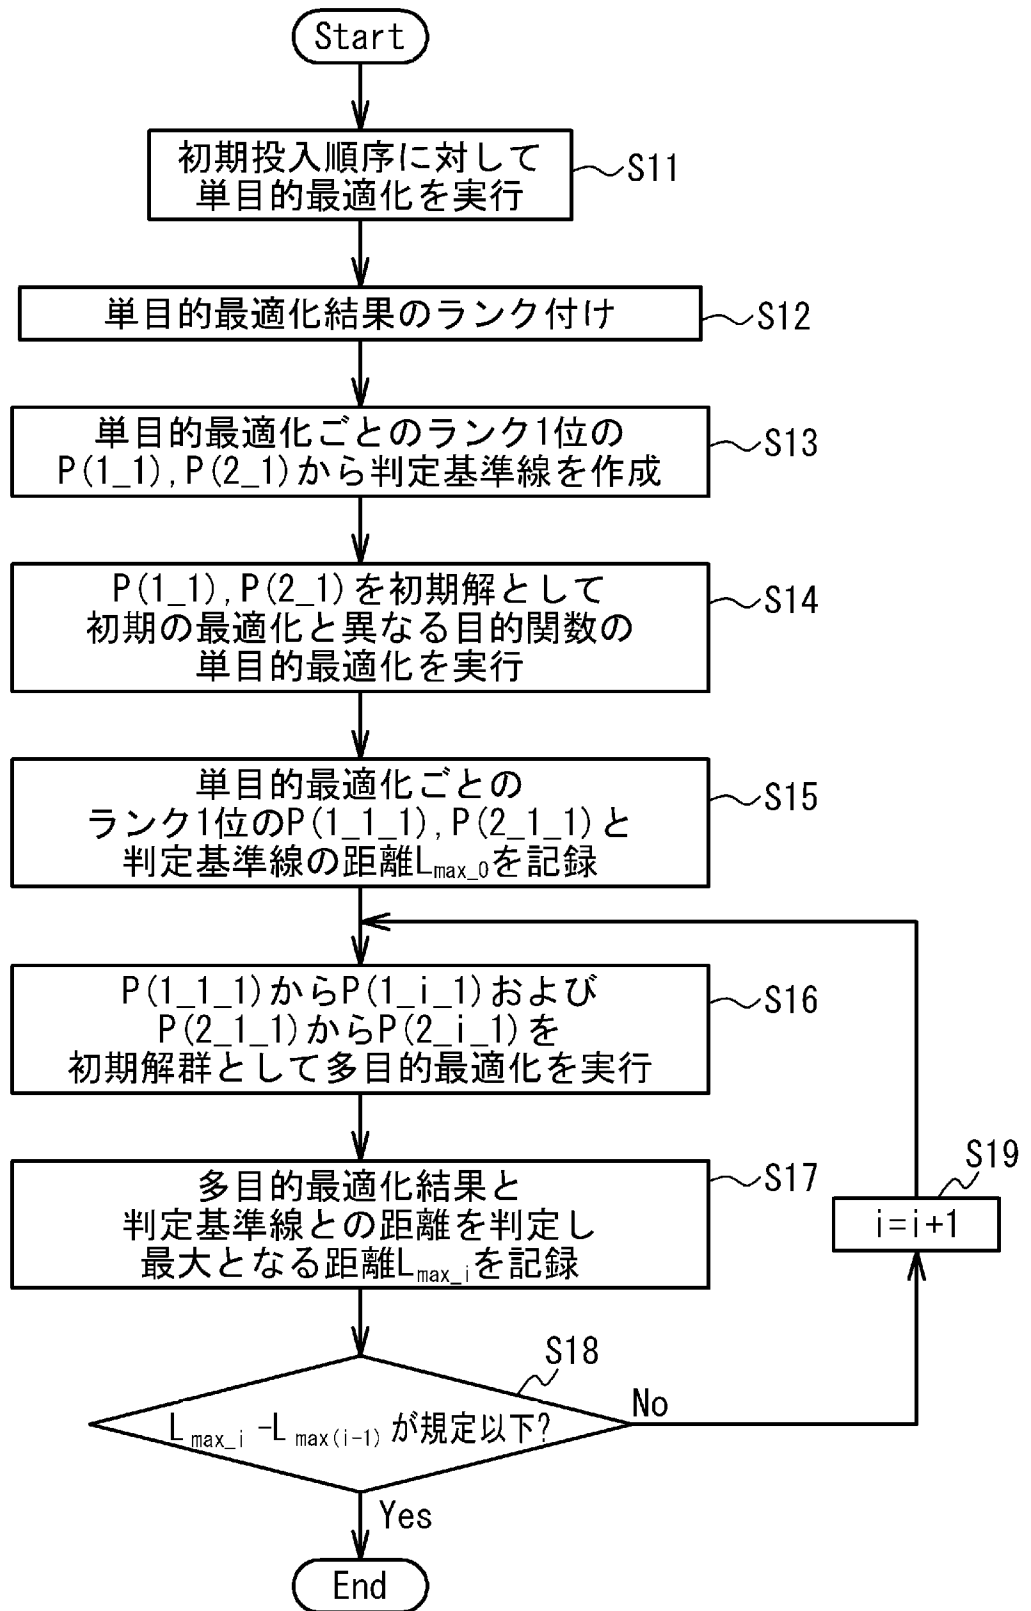 Start
初期投入順序に対して
単目的最適化を実行
S11
単目的最適化結果のランク付け
S12
単目的最適化ごとのランク1位の
P(1_1),P(2_1)から判定基準線を作成
S13
P(1_1),P(2_1)を初期解として
初期の最適化と異なる目的関数の
単目的最適化を実行
S14
単目的最適化ごとの
ランク1位のP(1_1_1),P(2_1_1)と
判定基準線の距離Lmax_0を記録
S15
P(1_1_1)からP(1_i_1)および
P(2_1_1)からP(2_i_1)を
初期解群として多目的最適化を実行
S16
多目的最適化結果と
判定基準線との距離を判定し
最大となる距離Lmax_iを記録
S17
S19
i=i+1
S18
Lmax_i-Lmax(i-1)が規定以下?
No
Yes
End